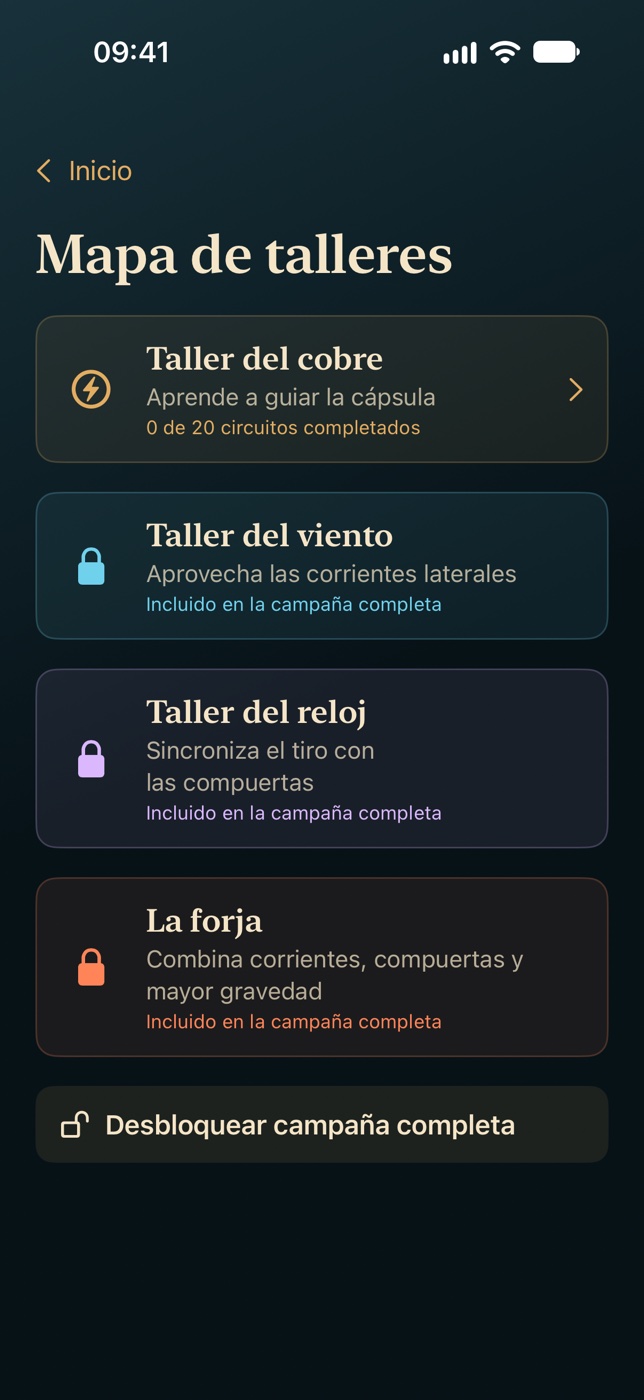 09:41
Inicio
Mapa de talleres
Taller del cobre
Aprende a guiar la cápsula
0 de 20 circuitos completados
Taller del viento
Aprovecha las corrientes laterales
Incluido en la campaña completa
Taller del reloj
Sincroniza el tiro con
las compuertas
Incluido en la campaña completa
La forja
Combina corrientes, compuertas y
mayor gravedad
Incluido en la campaña completa
Desbloquear campaña completa